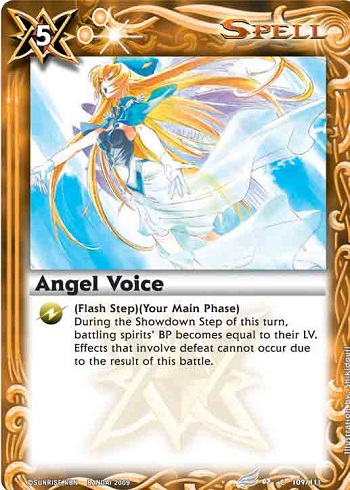 5
SPELL
Angel Voice
(Flash Step)(Your Main Phase)
During the Showdown Step of this turn,
battling spirits' BP becomes equal to their LV.
Effects that involve defeat cannot occur due
to the result of this battle.
Illustration by
©SUNRISE,NBN BANDAI 2009
109/111